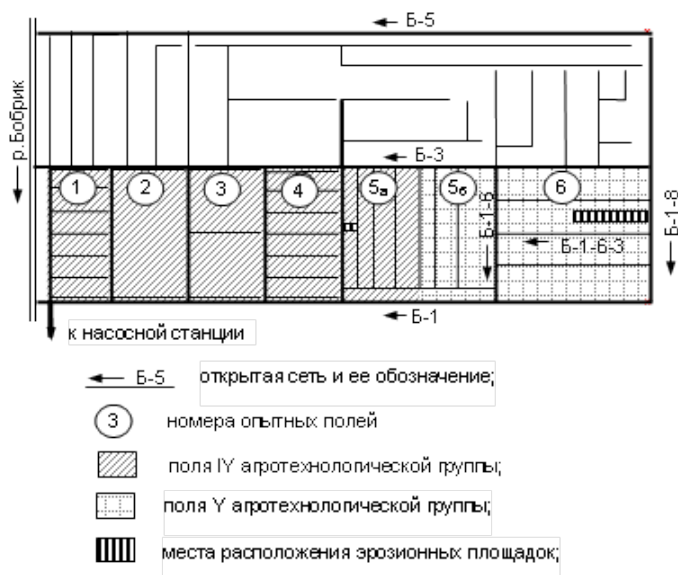 Б-5
р. Бобрик
Б-3
1
2
3
4
5а
5б
6
Б-1-6
Б-1-6-3
Б-1-8
Б-1
к насосной станции
Б-5 открытая сеть и ее обозначение;
3 номера опытных полей
поля IY агротехнологической группы;
поля Y агротехнологической группы;
места расположения эрозионных площадок;